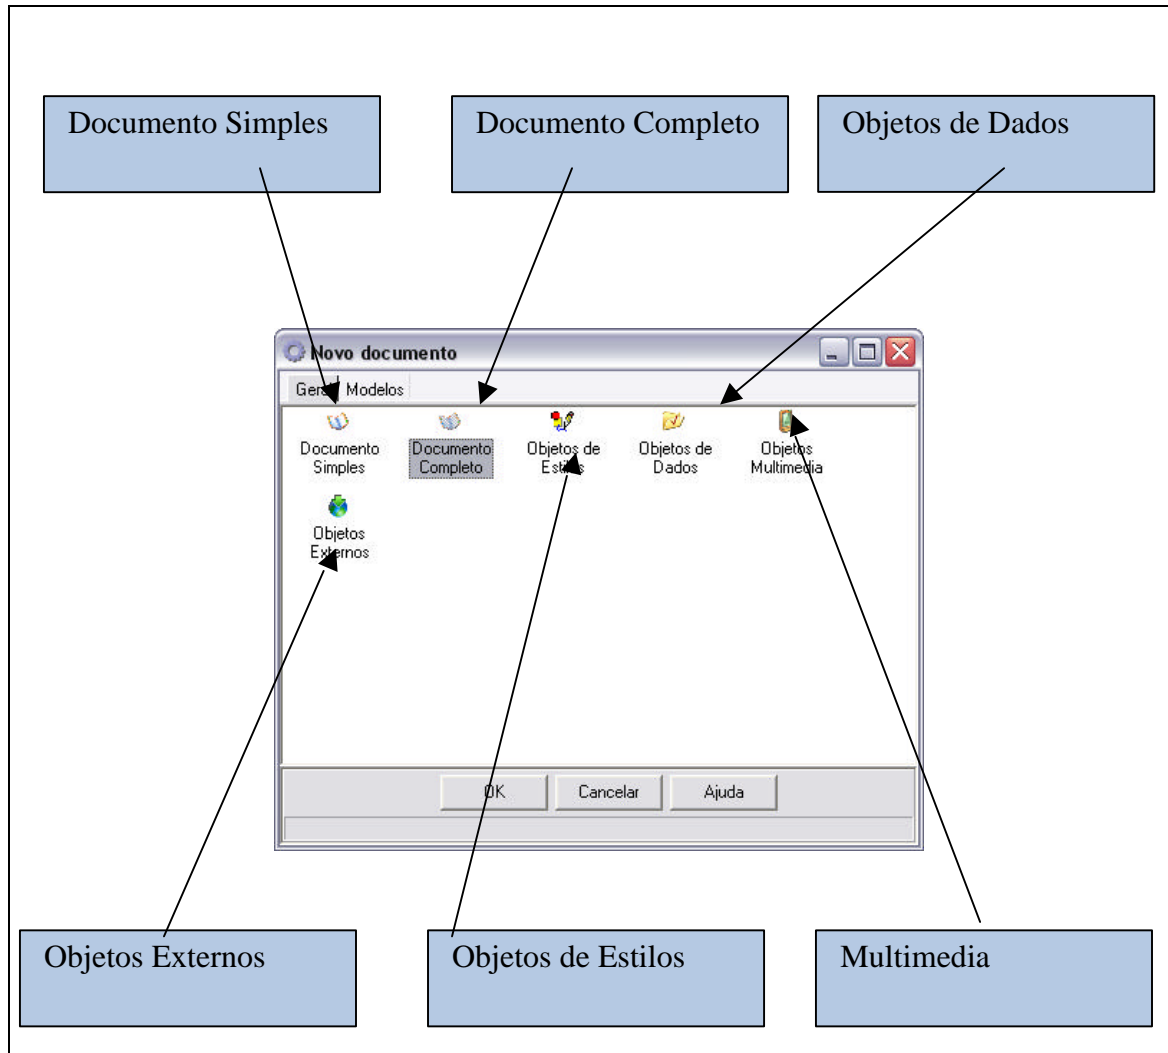 Documento Simples
Documento Completo
Objetos de Dados
Novo documento
Geral
Modelos
Documento
Simples
Documento
Completo
Objetos de
Estilos
Objetos de
Dados
Objetos
Multimedia
Objetos
Externos
OK
Cancelar
Ajuda
Objetos Externos
Objetos de Estilos
Multimedia